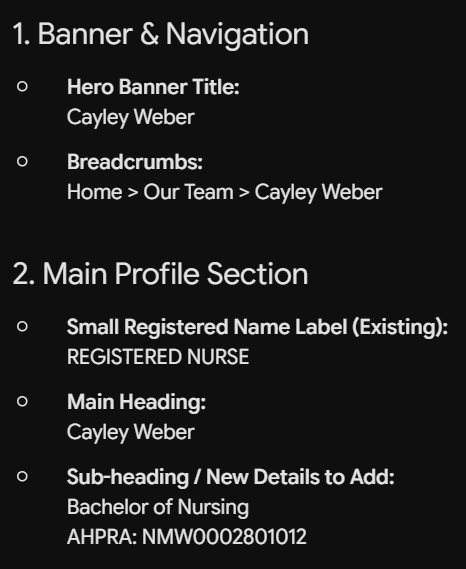 1. Banner & Navigation
Hero Banner Title:
Cayley Weber
Breadcrumbs:
Home > Our Team > Cayley Weber
2. Main Profile Section
Small Registered Name Label (Existing):
REGISTERED NURSE
Main Heading:
Cayley Weber
Sub-heading / New Details to Add:
Bachelor of Nursing
AHPRA: NMW0002801012